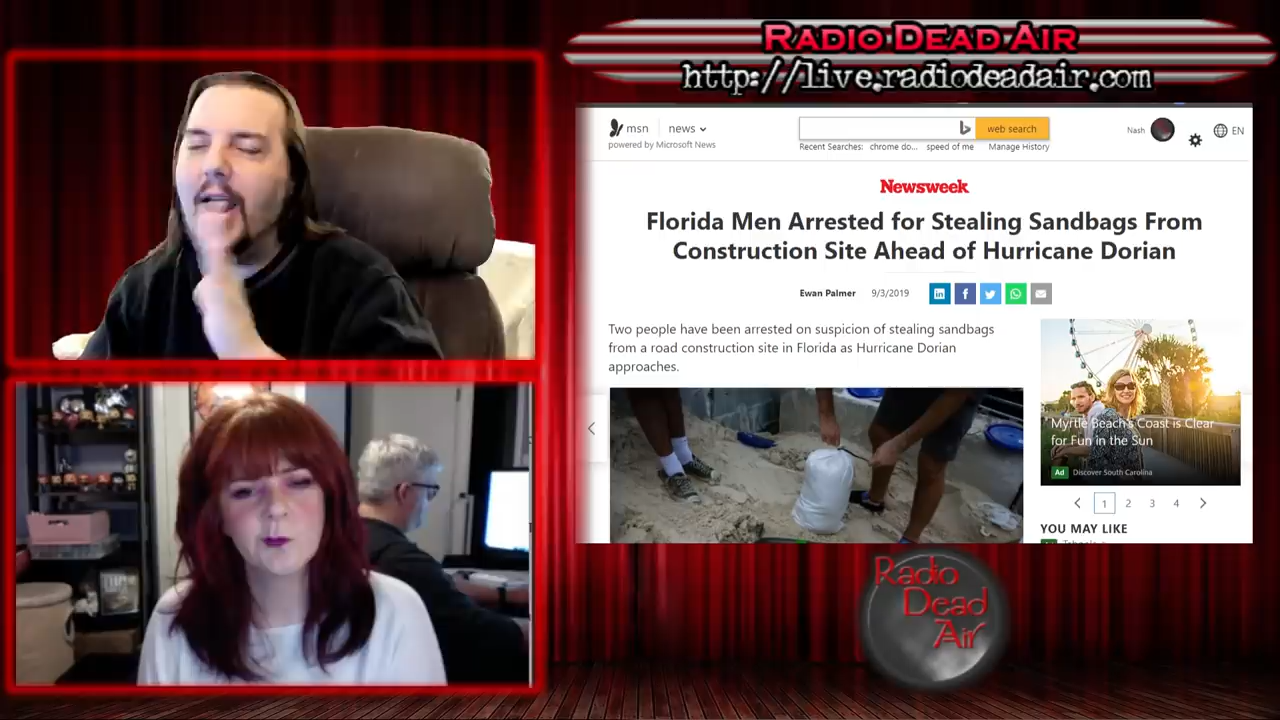 RADIO DEAD AIR
http://live.radiodeadair.com
msn news
powered by Microsoft News
web search
Recent Searches: chrome do... speed of me Manage History
Nash
EN
Newsweek
Florida Men Arrested for Stealing Sandbags From
Construction Site Ahead of Hurricane Dorian
Ewan Palmer 9/3/2019
Two people have been arrested on suspicion of stealing sandbags
from a road construction site in Florida as Hurricane Dorian
approaches.
Myrtle Beach's Coast is Clear
for Fun in the Sun
Ad Discover South Carolina
1 2 3 4
YOU MAY LIKE
Radio
Dead
Air